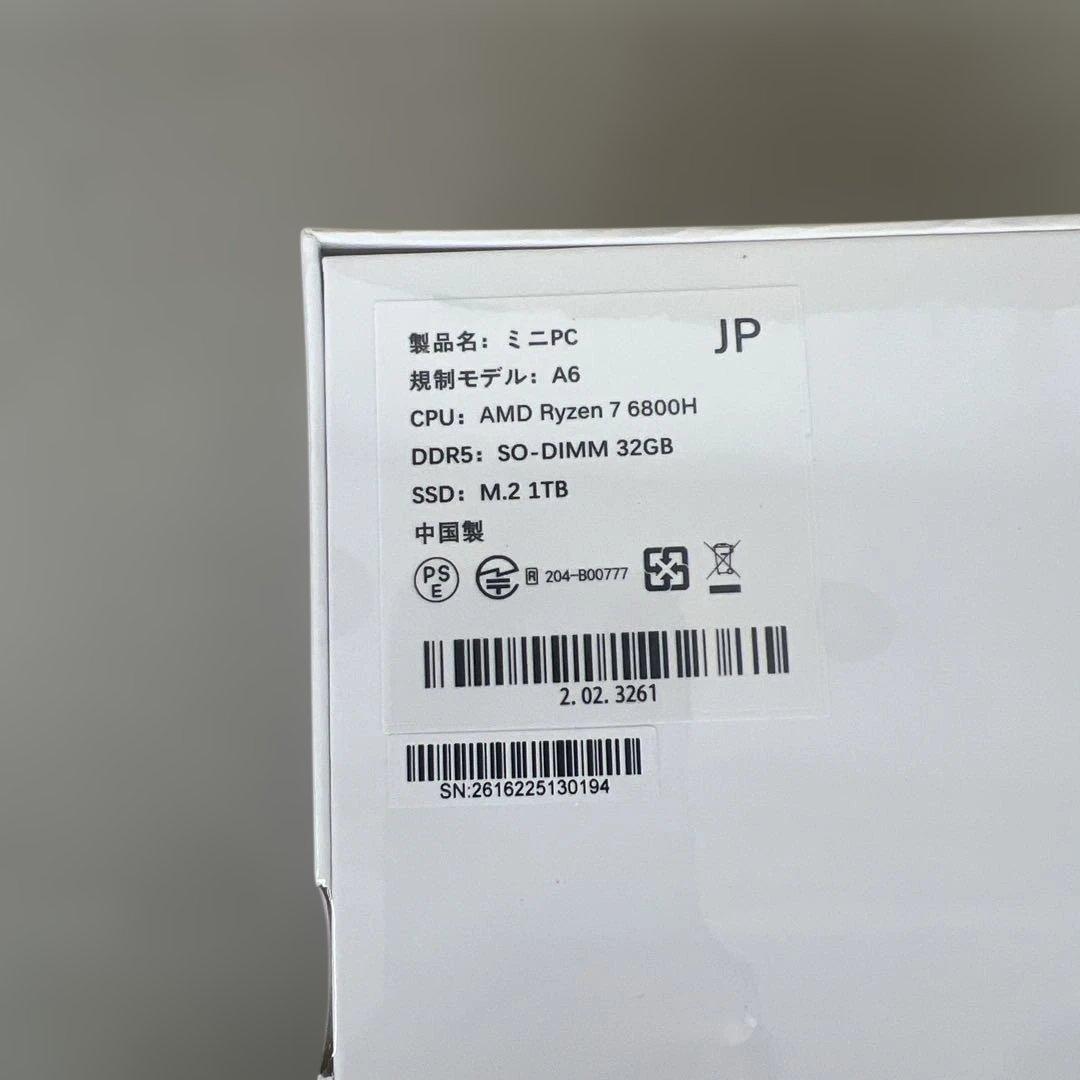 製品名：ミニPC
JP
規制モデル：A6
CPU：AMD Ryzen 7 6800H
DDR5：SO-DIMM 32GB
SSD：M.2 1TB
中国製
PS E R 204-B00777
2. 02. 3261
SN:2616225130194